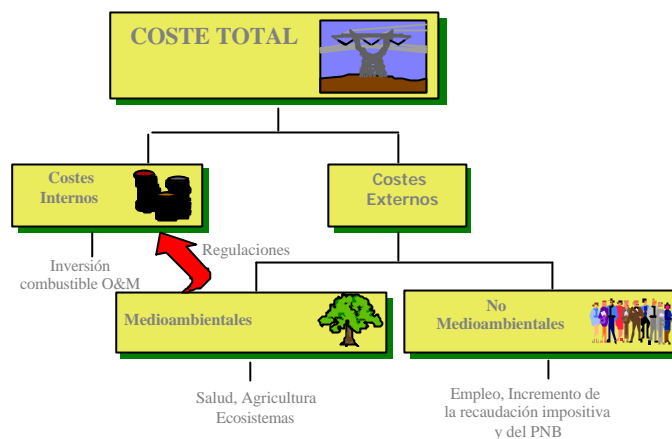 COSTE TOTAL
Costes
Internos
Costes
Externos
Regulaciones
Inversión
combustible O&M
Medioambientales
No
Medioambientales
Salud, Agricultura
Ecosistemas
Empleo, Incremento de
la recaudación impositiva
y del PNB